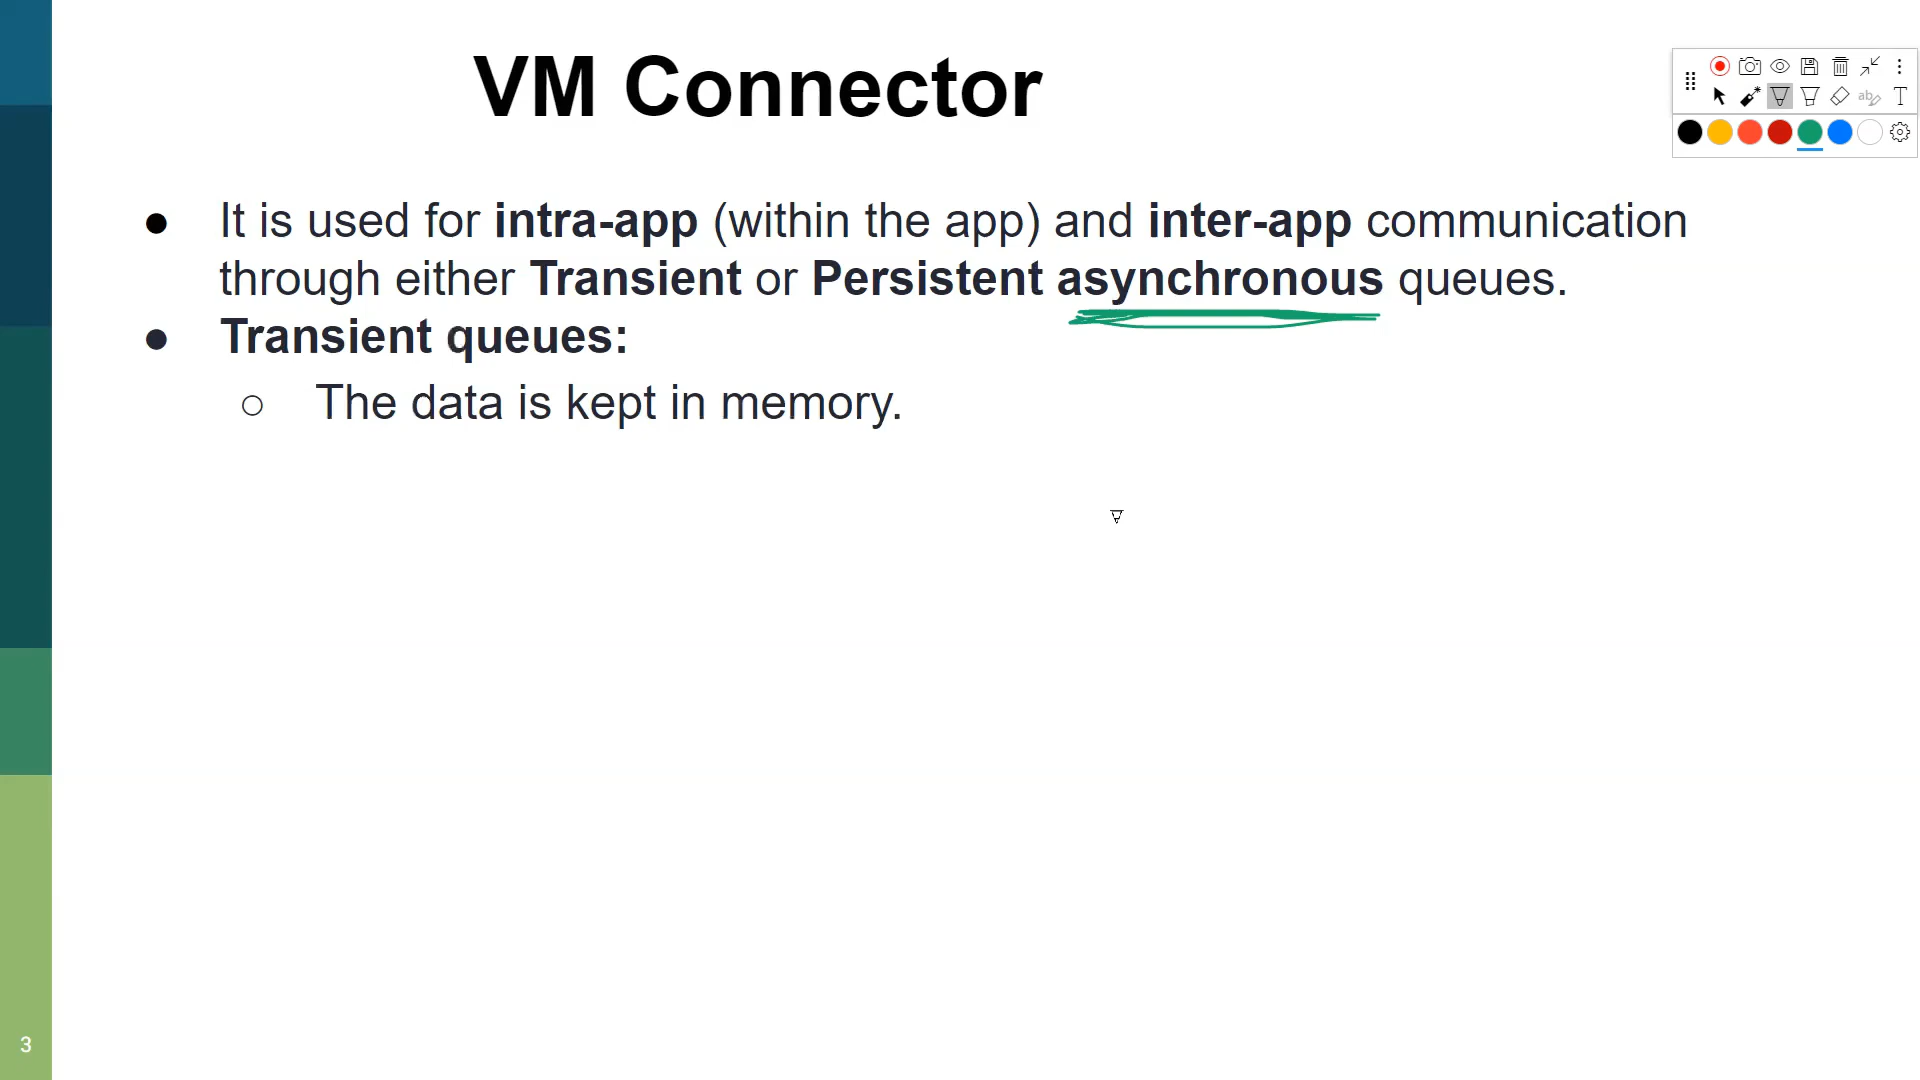 VM Connector
● It is used for intra-app (within the app) and inter-app communication
through either Transient or Persistent asynchronous queues.
● Transient queues:
○ The data is kept in memory.
ab
T
3